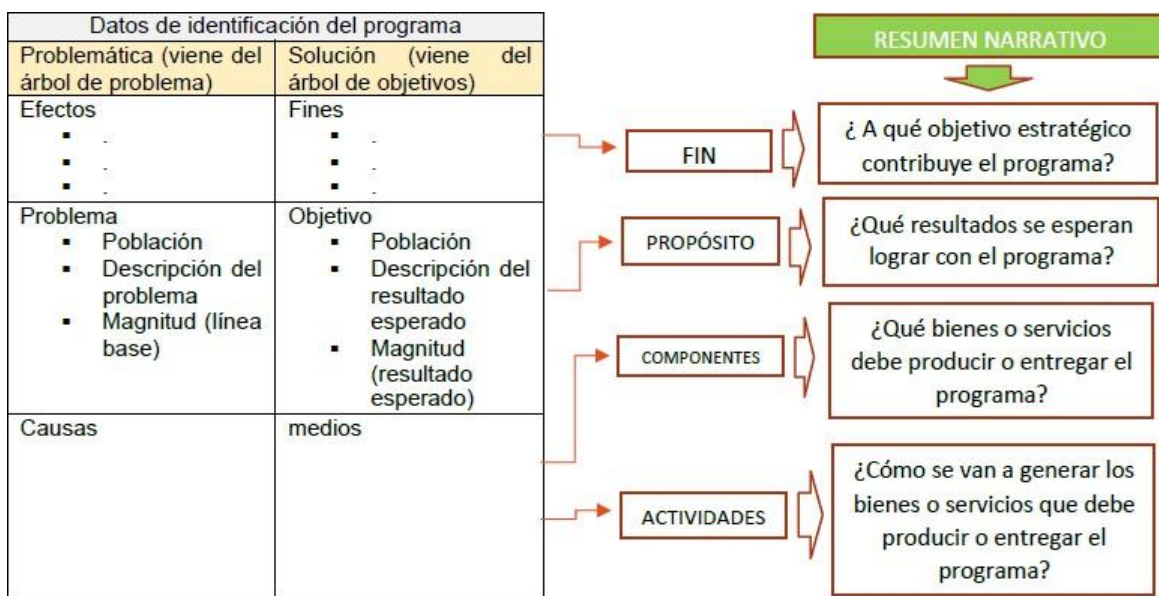 Datos de identificación del programa
Problemática (viene del
árbol de problema)
Solución (viene del
árbol de objetivos)
Efectos
▪ .
▪ .
▪ .
Fines
▪ .
▪ .
▪ .
Problema
▪ Población
▪ Descripción del
problema
▪ Magnitud (línea
base)
Objetivo
▪ Población
▪ Descripción del
resultado
esperado
▪ Magnitud
(resultado
esperado)
Causas
medios
FIN
PROPÓSITO
COMPONENTES
ACTIVIDADES
RESUMEN NARRATIVO
¿ A qué objetivo estratégico
contribuye el programa?
¿Qué resultados se esperan
lograr con el programa?
¿Qué bienes o servicios
debe producir o entregar el
programa?
¿Cómo se van a generar los
bienes o servicios que debe
producir o entregar el
programa?